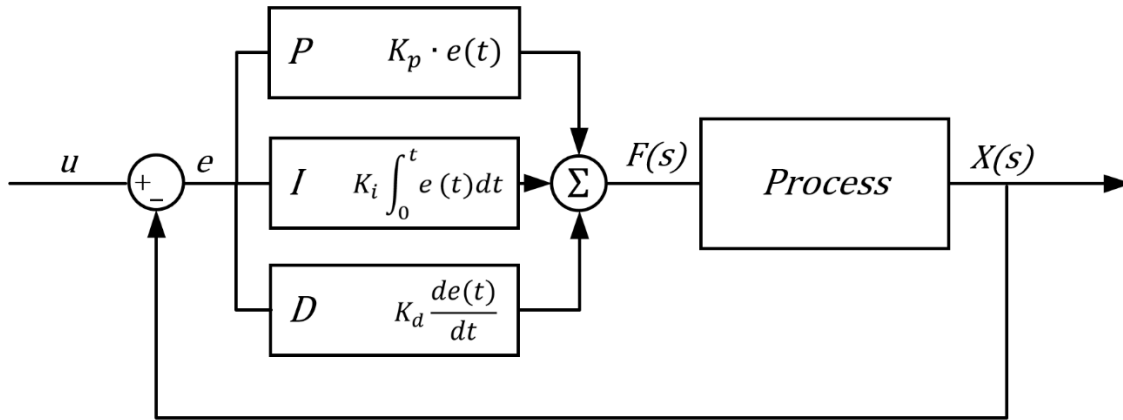 P K_p · e(t)
u
+
−
e
I K_i ∫_0^t e (t)dt
Σ
F(s)
Process
X(s)
D K_d de(t)/dt